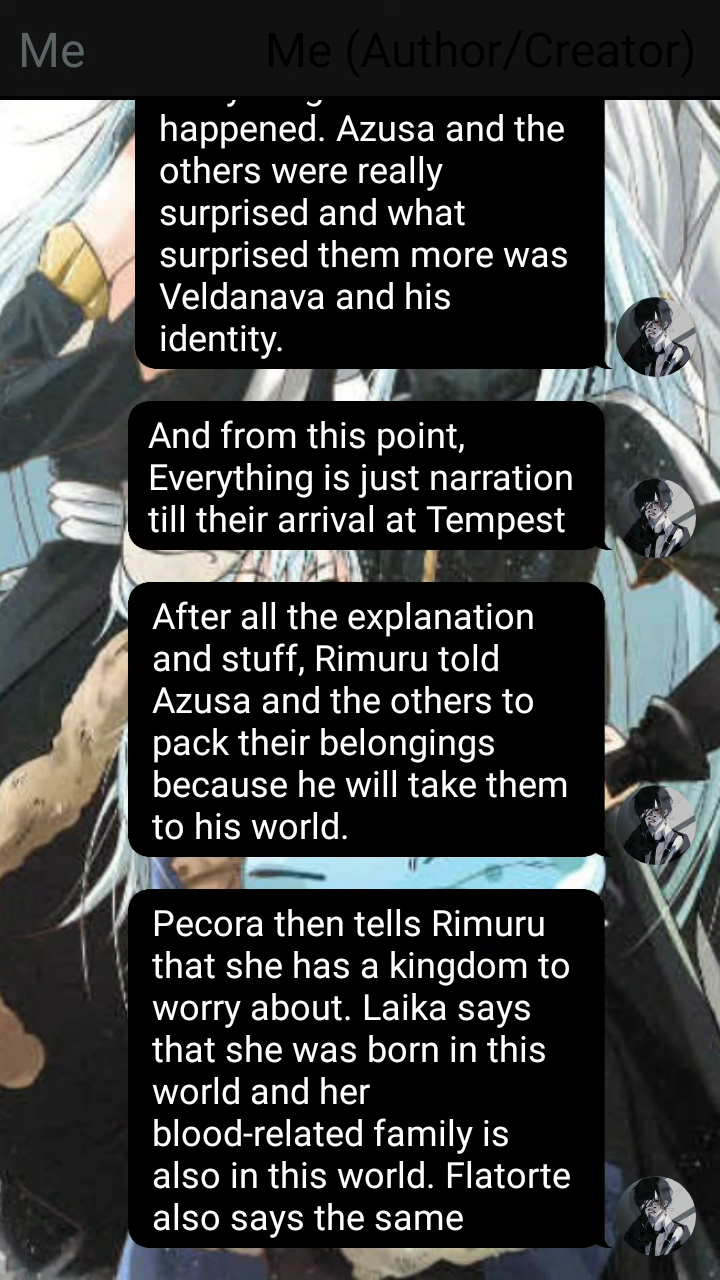 Me
Me (Author/Creator)
happened. Azusa and the
others were really
surprised and what
surprised them more was
Veldanava and his
identity.
And from this point,
Everything is just narration
till their arrival at Tempest
After all the explanation
and stuff, Rimuru told
Azusa and the others to
pack their belongings
because he will take them
to his world.
Pecora then tells Rimuru
that she has a kingdom to
worry about. Laika says
that she was born in this
world and her
blood-related family is
also in this world. Flatorte
also says the same